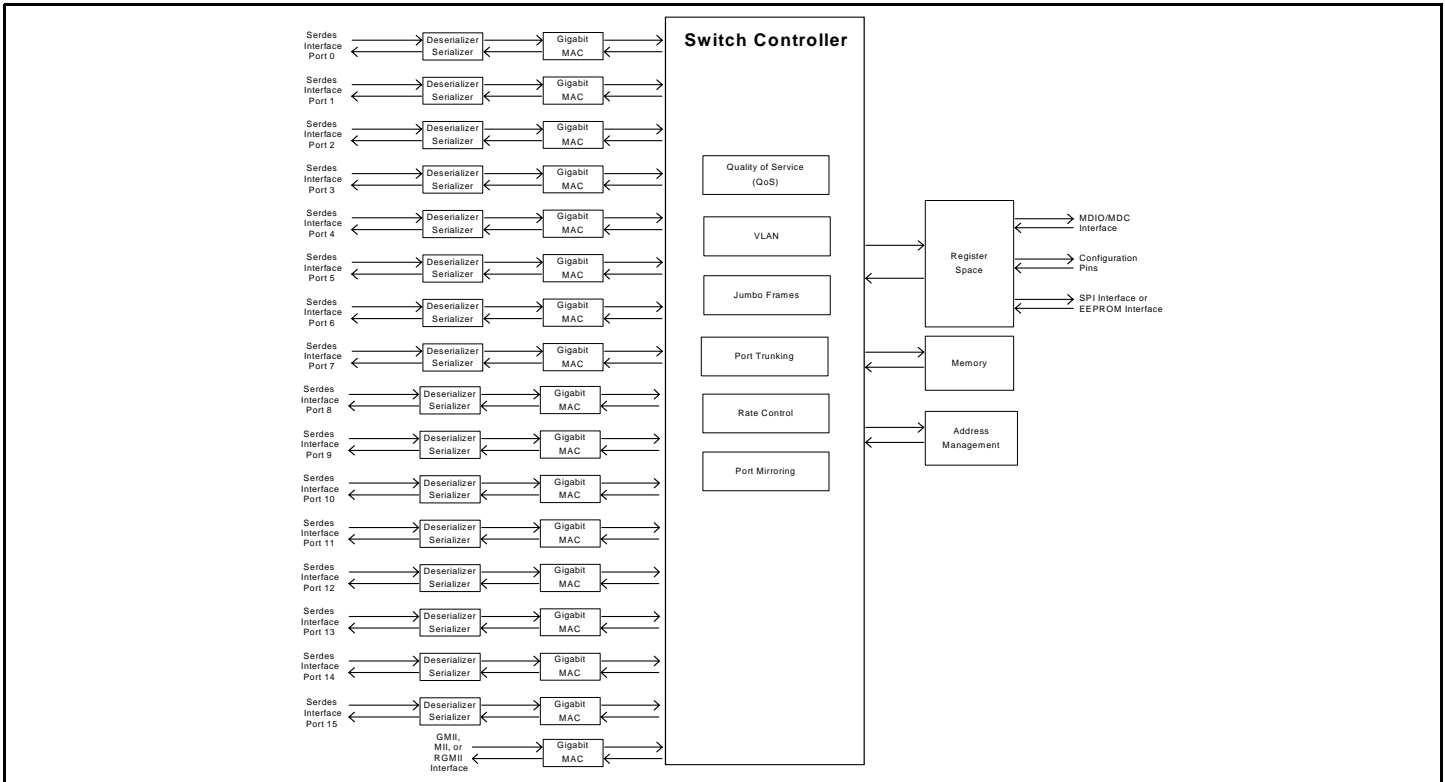 Switch Controller
Serdes
Interface
Port 0
Deserializer
Serializer
Gigabit
MAC
Serdes
Interface
Port 1
Deserializer
Serializer
Gigabit
MAC
Serdes
Interface
Port 2
Deserializer
Serializer
Gigabit
MAC
Serdes
Interface
Port 3
Deserializer
Serializer
Gigabit
MAC
Serdes
Interface
Port 4
Deserializer
Serializer
Gigabit
MAC
Serdes
Interface
Port 5
Deserializer
Serializer
Gigabit
MAC
Serdes
Interface
Port 6
Deserializer
Serializer
Gigabit
MAC
Serdes
Interface
Port 7
Deserializer
Serializer
Gigabit
MAC
Serdes
Interface
Port 8
Deserializer
Serializer
Gigabit
MAC
Serdes
Interface
Port 9
Deserializer
Serializer
Gigabit
MAC
Serdes
Interface
Port 10
Deserializer
Serializer
Gigabit
MAC
Serdes
Interface
Port 11
Deserializer
Serializer
Gigabit
MAC
Serdes
Interface
Port 12
Deserializer
Serializer
Gigabit
MAC
Serdes
Interface
Port 13
Deserializer
Serializer
Gigabit
MAC
Serdes
Interface
Port 14
Deserializer
Serializer
Gigabit
MAC
Serdes
Interface
Port 15
Deserializer
Serializer
Gigabit
MAC
GMII,
MII, or
RGMII
Interface
Gigabit
MAC
Quality of Service
(QoS)
VLAN
Jumbo Frames
Port Trunking
Rate Control
Port Mirroring
Register
Space
MDIO/MDC
Interface
Configuration
Pins
SPI Interface or
EEPROM Interface
Memory
Address
Management